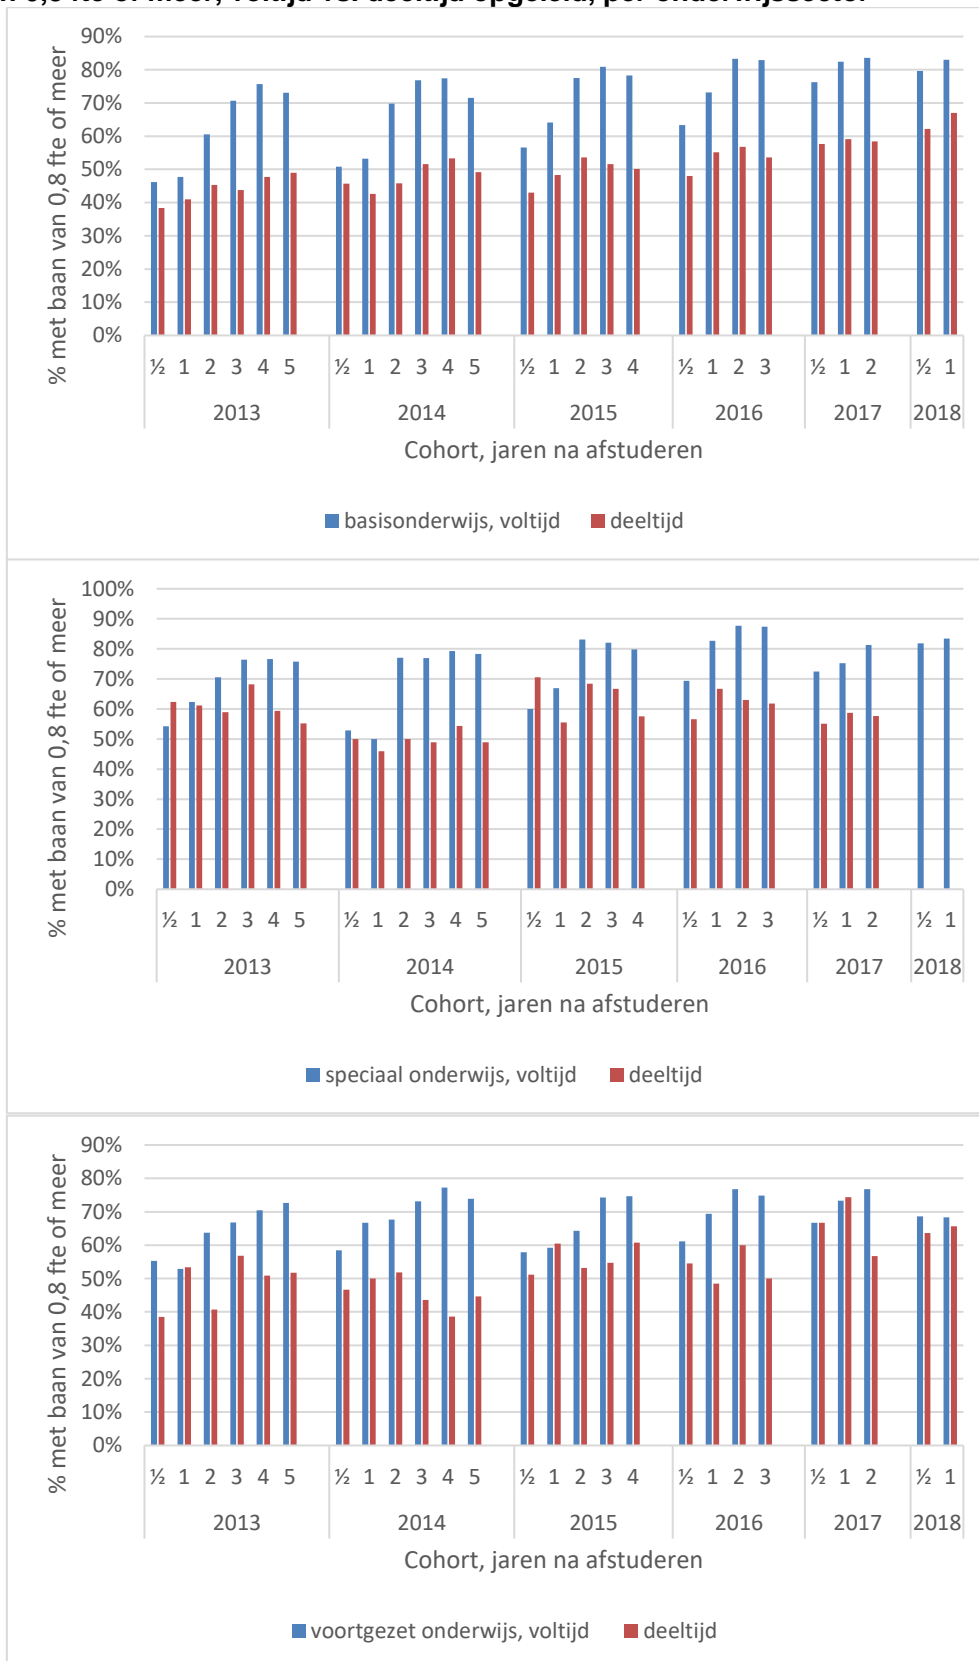 90%
80%
70%
60%
50%
40%
30%
20%
10%
0%
% met baan van 0,8 fte of meer
½ 1 2 3 4 5 ½ 1 2 3 4 5 ½ 1 2 3 4 ½ 1 2 3 ½ 1 2 ½ 1
2013 2014 2015 2016 2017 2018
Cohort, jaren na afstuderen
basisonderwijs, voltijd deeltijd
100%
90%
80%
70%
60%
50%
40%
30%
20%
10%
0%
% met baan van 0,8 fte of meer
½ 1 2 3 4 5 ½ 1 2 3 4 5 ½ 1 2 3 4 ½ 1 2 3 ½ 1 2 ½ 1
2013 2014 2015 2016 2017 2018
Cohort, jaren na afstuderen
speciaal onderwijs, voltijd deeltijd
90%
80%
70%
60%
50%
40%
30%
20%
10%
0%
% met baan van 0,8 fte of meer
½ 1 2 3 4 5 ½ 1 2 3 4 5 ½ 1 2 3 4 ½ 1 2 3 ½ 1 2 ½ 1
2013 2014 2015 2016 2017 2018
Cohort, jaren na afstuderen
voortgezet onderwijs, voltijd deeltijd